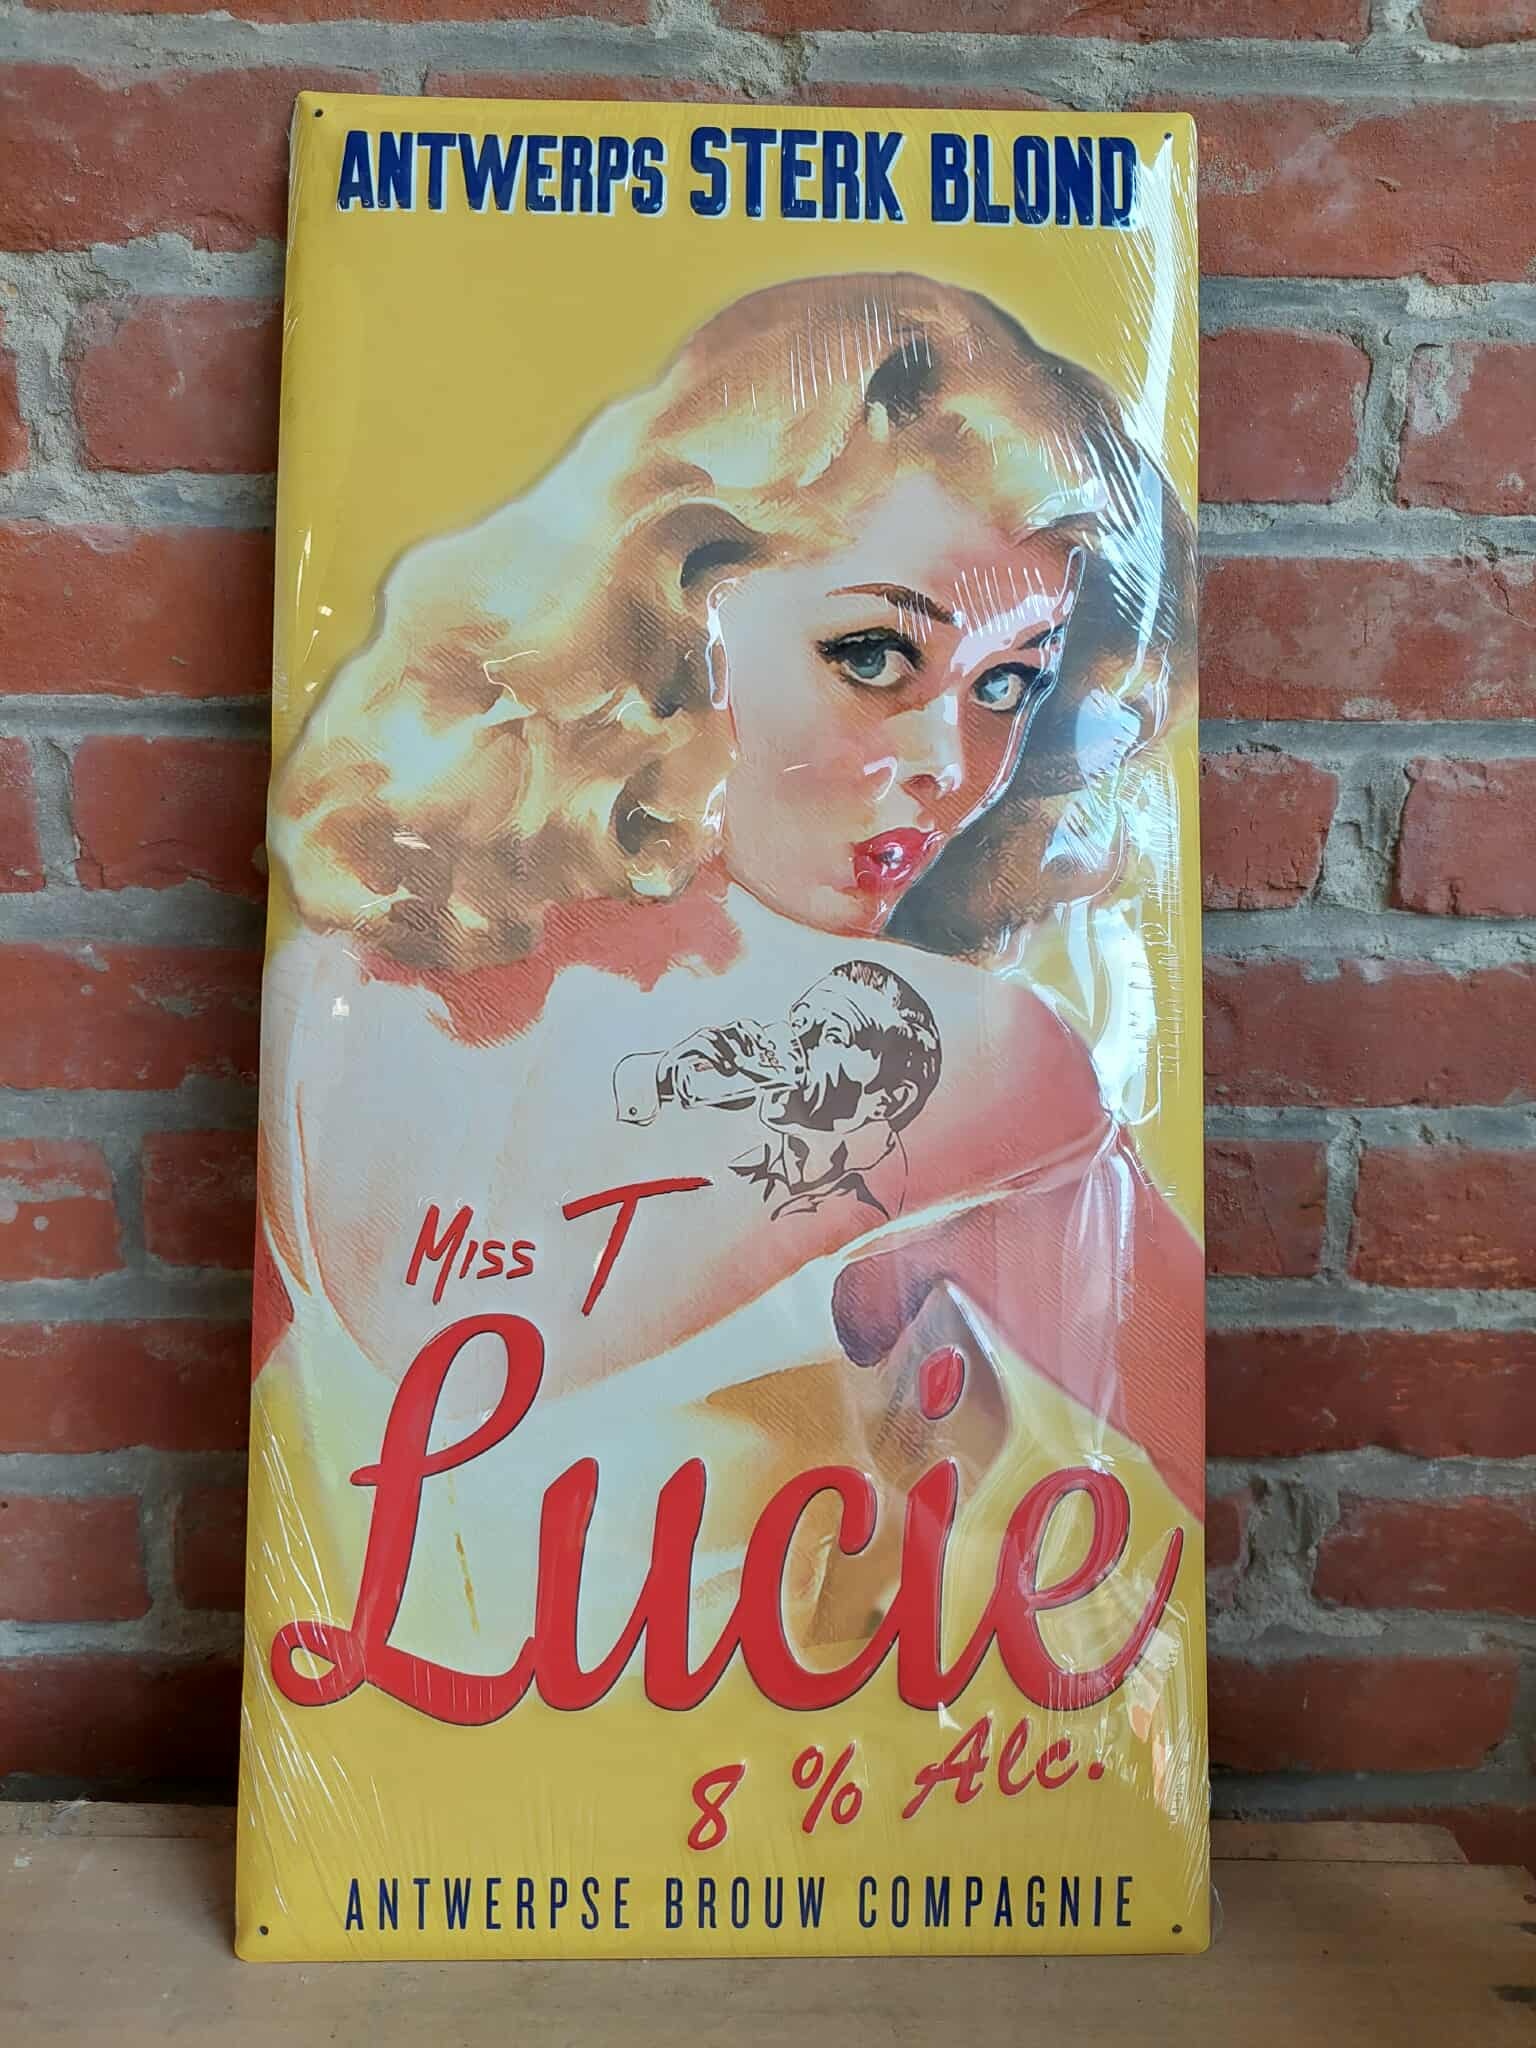 ANTWERPS STERK BLOND
Miss T
Lucie
8 % Alc.
ANTWERPSE BROUW COMPAGNIE